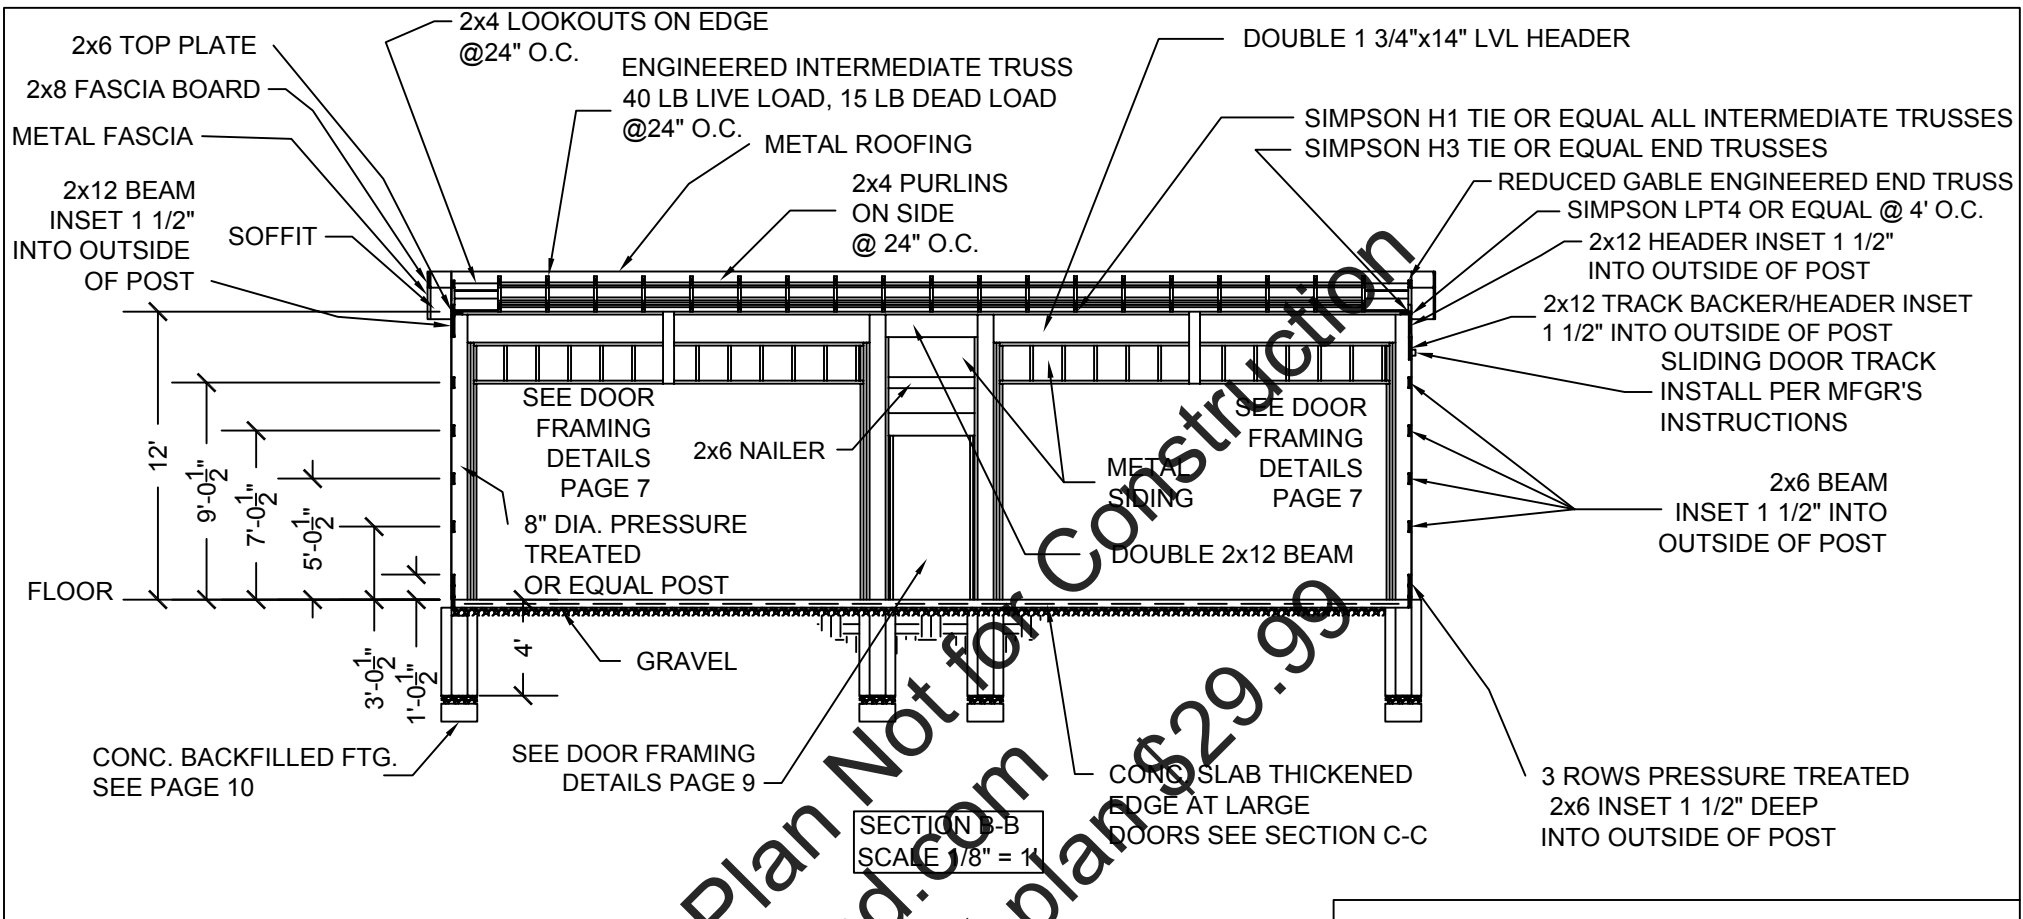 2x4 LOOKOUTS ON EDGE
@24" O.C.
2x6 TOP PLATE
2x8 FASCIA BOARD
METAL FASCIA
2x12 BEAM
INSET 1 1/2"
INTO OUTSIDE
OF POST
SOFFIT
ENGINEERED INTERMEDIATE TRUSS
40 LB LIVE LOAD, 15 LB DEAD LOAD
@24" O.C.
METAL ROOFING
2x4 PURLINS
ON SIDE
@ 24" O.C.
DOUBLE 1 3/4"x14" LVL HEADER
SIMPSON H1 TIE OR EQUAL ALL INTERMEDIATE TRUSSES
SIMPSON H3 TIE OR EQUAL END TRUSSES
REDUCED GABLE ENGINEERED END TRUSS
SIMPSON LPT4 OR EQUAL @ 4' O.C.
2x12 HEADER INSET 1 1/2"
INTO OUTSIDE OF POST
2x12 TRACK BACKER/HEADER INSET
1 1/2" INTO OUTSIDE OF POST
SLIDING DOOR TRACK
INSTALL PER MFGR'S
INSTRUCTIONS
12'
9'-0 1/2"
7'-0 1/2"
5'-0 1/2"
3'-0 1/2"
1'-0 1/2"
4'
FLOOR
SEE DOOR
FRAMING
DETAILS
PAGE 7
2x6 NAILER
8" DIA. PRESSURE
TREATED
OR EQUAL POST
METAL
SIDING
SEE DOOR
FRAMING
DETAILS
PAGE 7
DOUBLE 2x12 BEAM
2x6 BEAM
INSET 1 1/2" INTO
OUTSIDE OF POST
GRAVEL
CONC. BACKFILLED FTG.
SEE PAGE 10
SEE DOOR FRAMING
DETAILS PAGE 9
CONC. SLAB THICKENED
EDGE AT LARGE
DOORS SEE SECTION C-C
3 ROWS PRESSURE TREATED
2x6 INSET 1 1/2" DEEP
INTO OUTSIDE OF POST
SECTION B-B
SCALE 1/8" = 1'
Plan Not for Construction
d.com
plan $29.99